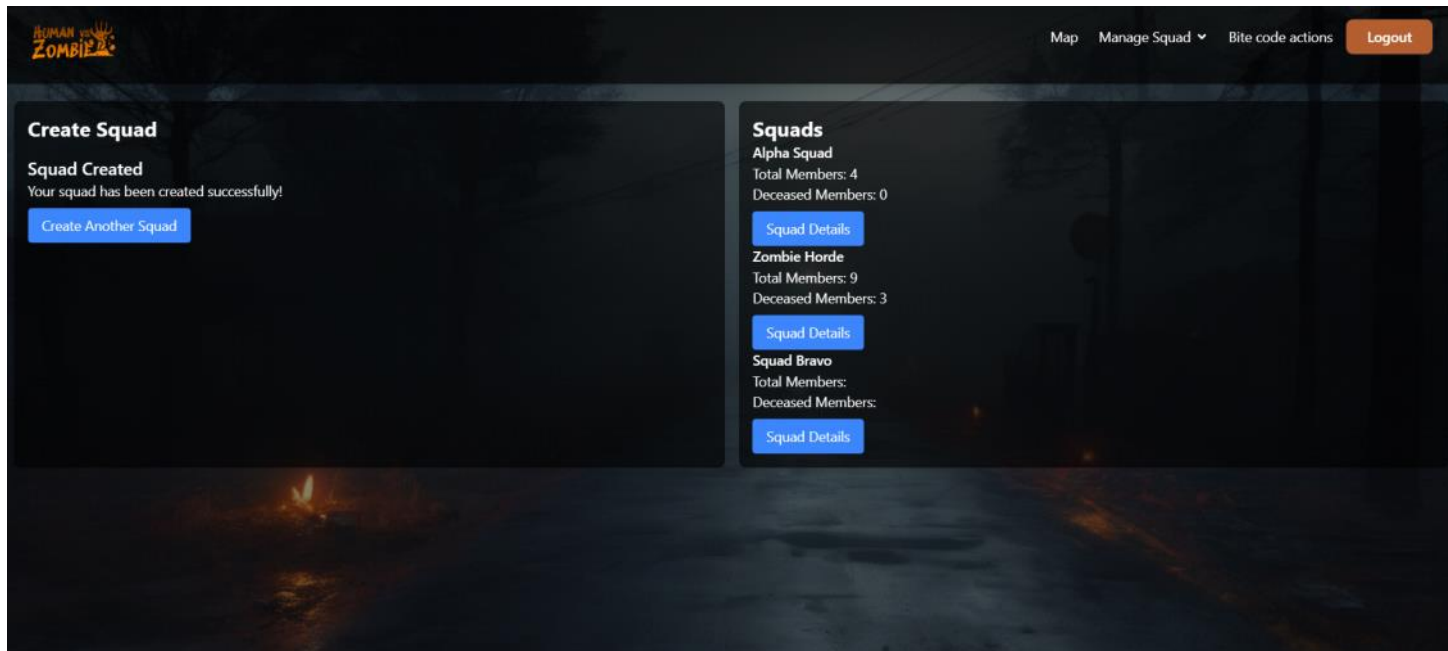 HUMAN VS
ZOMBIE
Map Manage Squad Bite code actions Logout
Create Squad
Squad Created
Your squad has been created successfully!
Create Another Squad
Squads
Alpha Squad
Total Members: 4
Deceased Members: 0
Squad Details
Zombie Horde
Total Members: 9
Deceased Members: 3
Squad Details
Squad Bravo
Total Members:
Deceased Members:
Squad Details